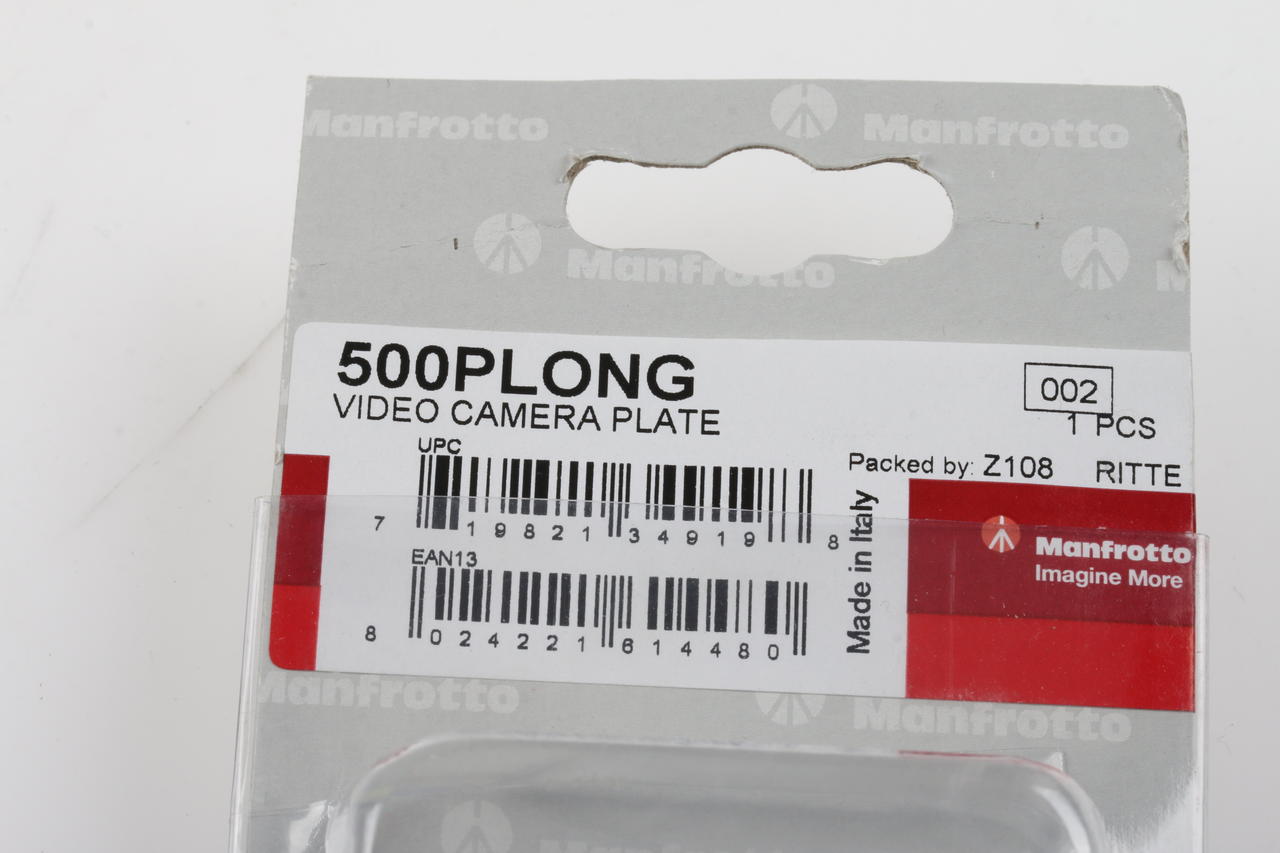 Manfrotto Manfrotto
Manfrotto
500PLONG
002
VIDEO CAMERA PLATE
1 PCS
UPC
Packed by: Z108 RITTE
7 19821 34919 8
Made in Italy
Manfrotto
Imagine More
EAN13
8 024221 614480
Manfrotto Manfrotto